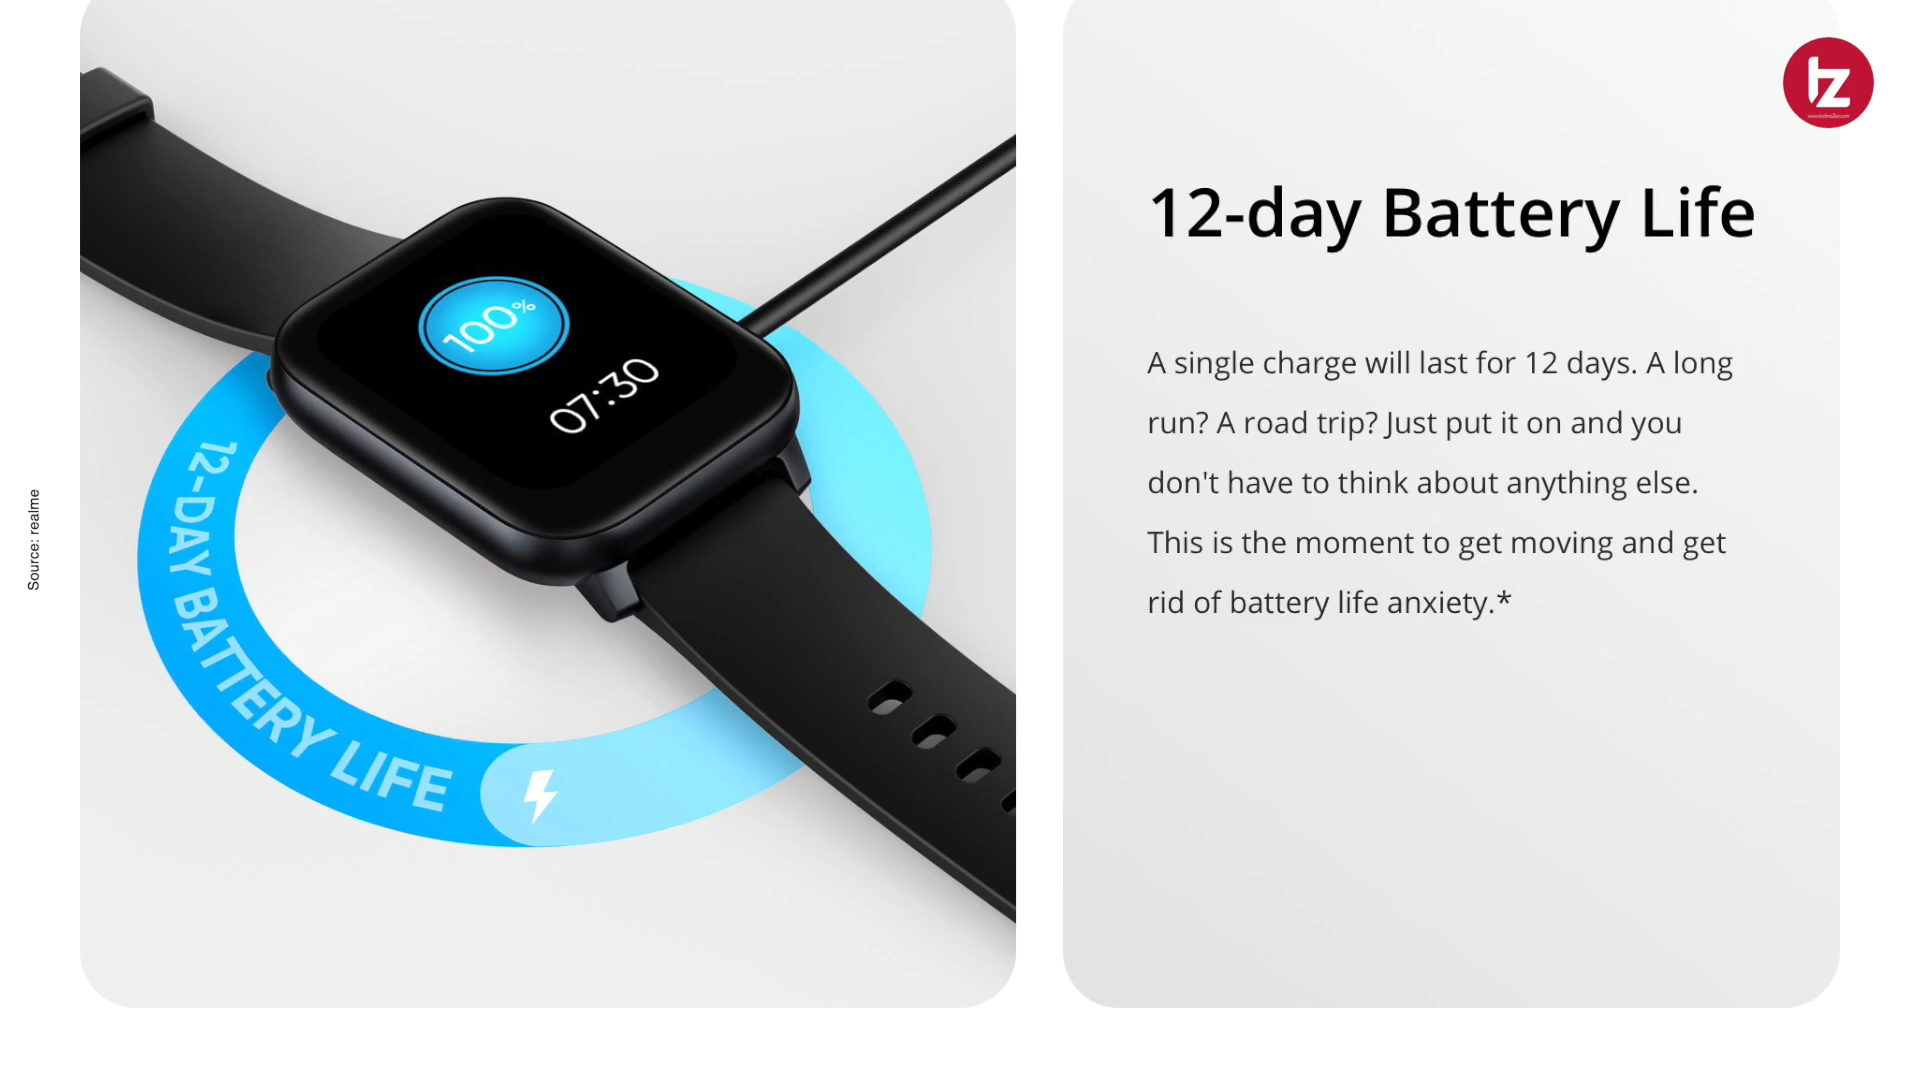 Source: realme
100%
07:30
12-DAY BATTERY LIFE
tz
12-day Battery Life
A single charge will last for 12 days. A long
run? A road trip? Just put it on and you
don't have to think about anything else.
This is the moment to get moving and get
rid of battery life anxiety.*